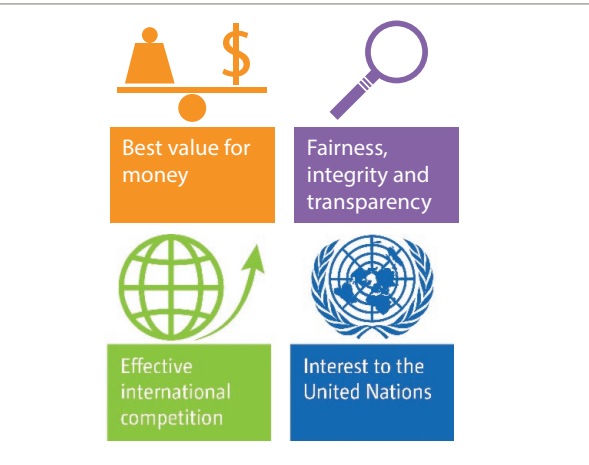 $
Best value for
money
Fairness,
integrity and
transparency
Effective
international
competition
Interest to the
United Nations